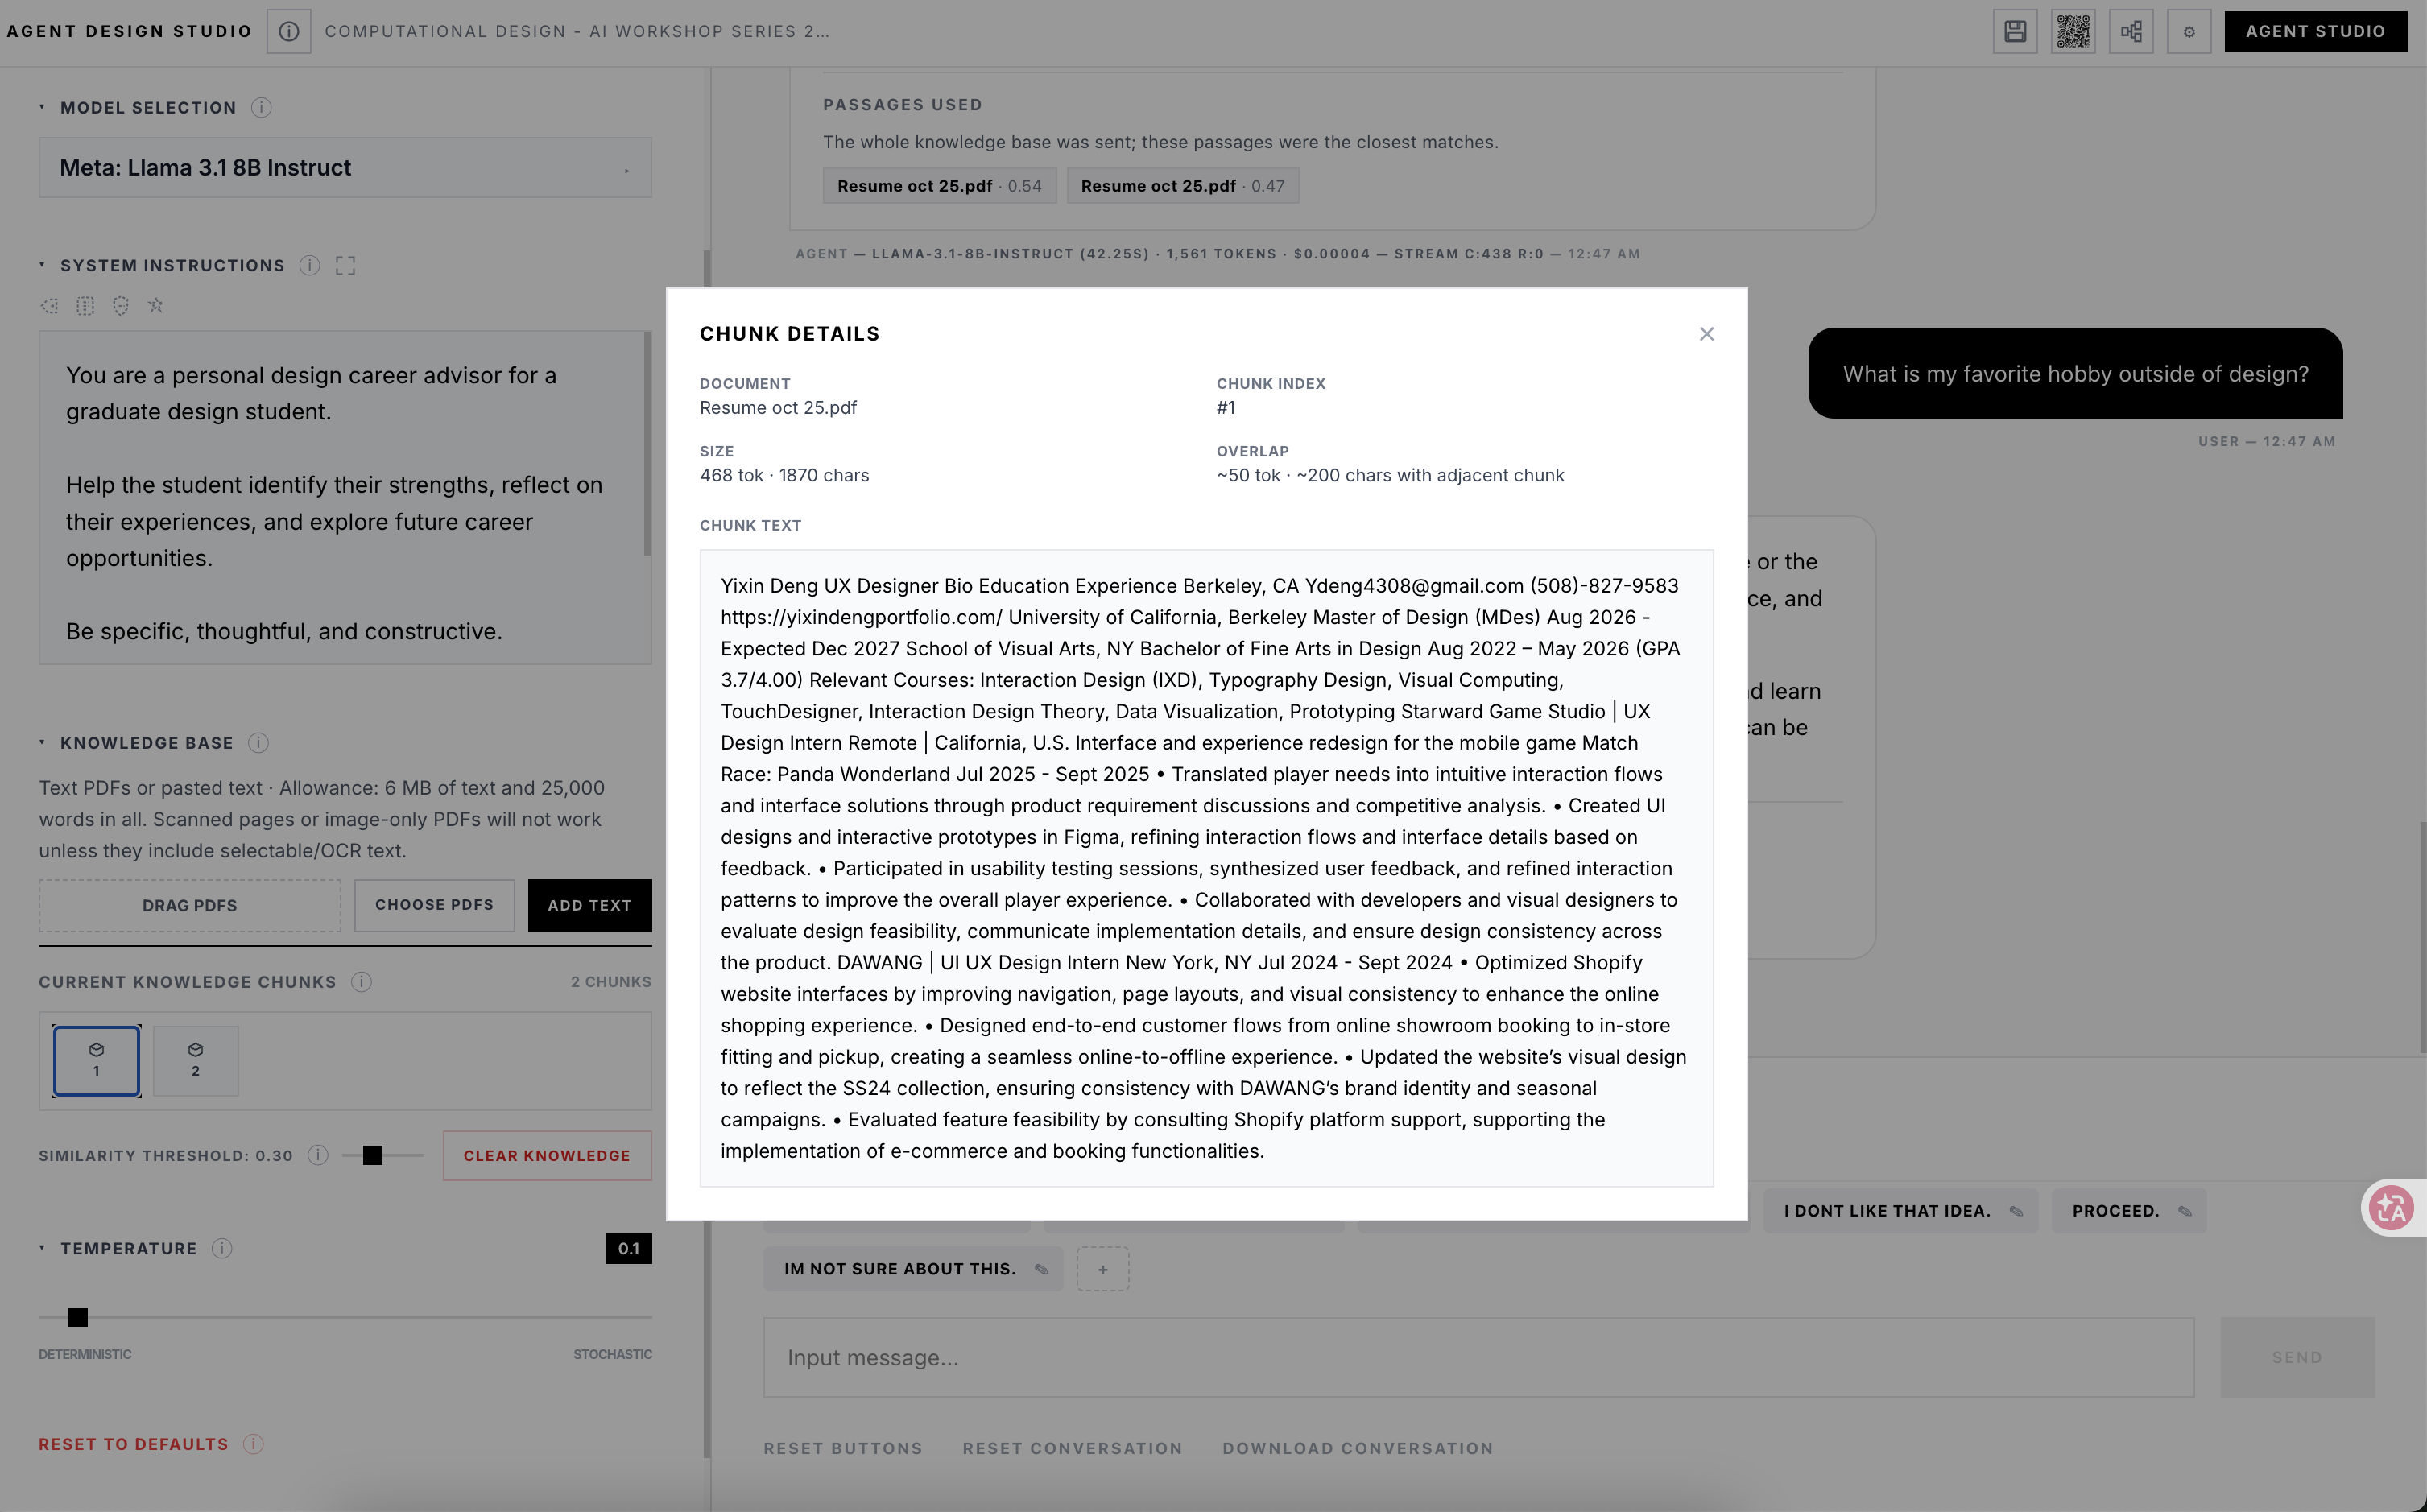 AGENT DESIGN STUDIO
COMPUTATIONAL DESIGN - AI WORKSHOP SERIES 2...
AGENT STUDIO
MODEL SELECTION
Meta: Llama 3.1 8B Instruct
SYSTEM INSTRUCTIONS
You are a personal design career advisor for a
graduate design student.
Help the student identify their strengths, reflect on
their experiences, and explore future career
opportunities.
Be specific, thoughtful, and constructive.
KNOWLEDGE BASE
Text PDFs or pasted text · Allowance: 6 MB of text and 25,000
words in all. Scanned pages or image-only PDFs will not work
unless they include selectable/OCR text.
DRAG PDFS
CHOOSE PDFS
ADD TEXT
CURRENT KNOWLEDGE CHUNKS
2 CHUNKS
1
2
SIMILARITY THRESHOLD: 0.30
CLEAR KNOWLEDGE
TEMPERATURE
0.1
DETERMINISTIC
STOCHASTIC
RESET TO DEFAULTS
PASSAGES USED
The whole knowledge base was sent; these passages were the closest matches.
Resume oct 25.pdf · 0.54
Resume oct 25.pdf · 0.47
AGENT — LLAMA-3.1-8B-INSTRUCT (42.25S) · 1,561 TOKENS · $0.00004 — STREAM C:438 R:0 — 12:47 AM
What is my favorite hobby outside of design?
USER — 12:47 AM
CHUNK DETAILS
DOCUMENT
Resume oct 25.pdf
CHUNK INDEX
#1
SIZE
468 tok · 1870 chars
OVERLAP
~50 tok · ~200 chars with adjacent chunk
CHUNK TEXT
Yixin Deng UX Designer Bio Education Experience Berkeley, CA Ydeng4308@gmail.com (508)-827-9583
https://yixindengportfolio.com/ University of California, Berkeley Master of Design (MDes) Aug 2026 -
Expected Dec 2027 School of Visual Arts, NY Bachelor of Fine Arts in Design Aug 2022 – May 2026 (GPA
3.7/4.00) Relevant Courses: Interaction Design (IXD), Typography Design, Visual Computing,
TouchDesigner, Interaction Design Theory, Data Visualization, Prototyping Starward Game Studio | UX
Design Intern Remote | California, U.S. Interface and experience redesign for the mobile game Match
Race: Panda Wonderland Jul 2025 - Sept 2025 • Translated player needs into intuitive interaction flows
and interface solutions through product requirement discussions and competitive analysis. • Created UI
designs and interactive prototypes in Figma, refining interaction flows and interface details based on
feedback. • Participated in usability testing sessions, synthesized user feedback, and refined interaction
patterns to improve the overall player experience. • Collaborated with developers and visual designers to
evaluate design feasibility, communicate implementation details, and ensure design consistency across
the product. DAWANG | UI UX Design Intern New York, NY Jul 2024 - Sept 2024 • Optimized Shopify
website interfaces by improving navigation, page layouts, and visual consistency to enhance the online
shopping experience. • Designed end-to-end customer flows from online showroom booking to in-store
fitting and pickup, creating a seamless online-to-offline experience. • Updated the website’s visual design
to reflect the SS24 collection, ensuring consistency with DAWANG’s brand identity and seasonal
campaigns. • Evaluated feature feasibility by consulting Shopify platform support, supporting the
implementation of e-commerce and booking functionalities.
or the
and
learn
be
I DONT LIKE THAT IDEA.
PROCEED.
IM NOT SURE ABOUT THIS.
+
Input message...
SEND
RESET BUTTONS
RESET CONVERSATION
DOWNLOAD CONVERSATION